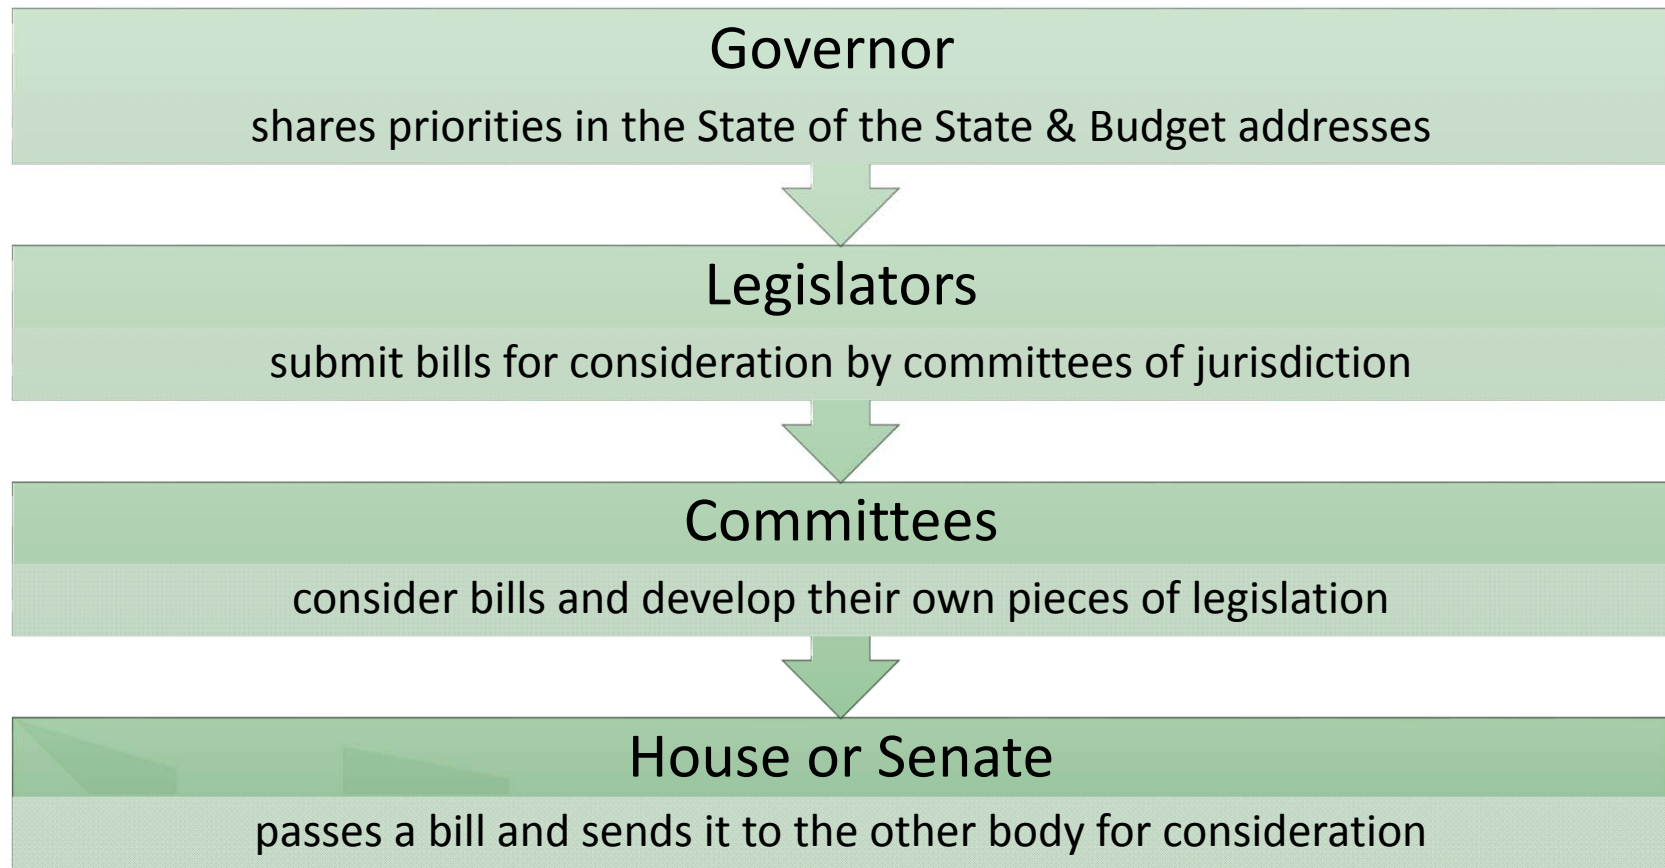 Governor
shares priorities in the State of the State & Budget addresses
Legislators
submit bills for consideration by committees of jurisdiction
Committees
consider bills and develop their own pieces of legislation
House or Senate
passes a bill and sends it to the other body for consideration